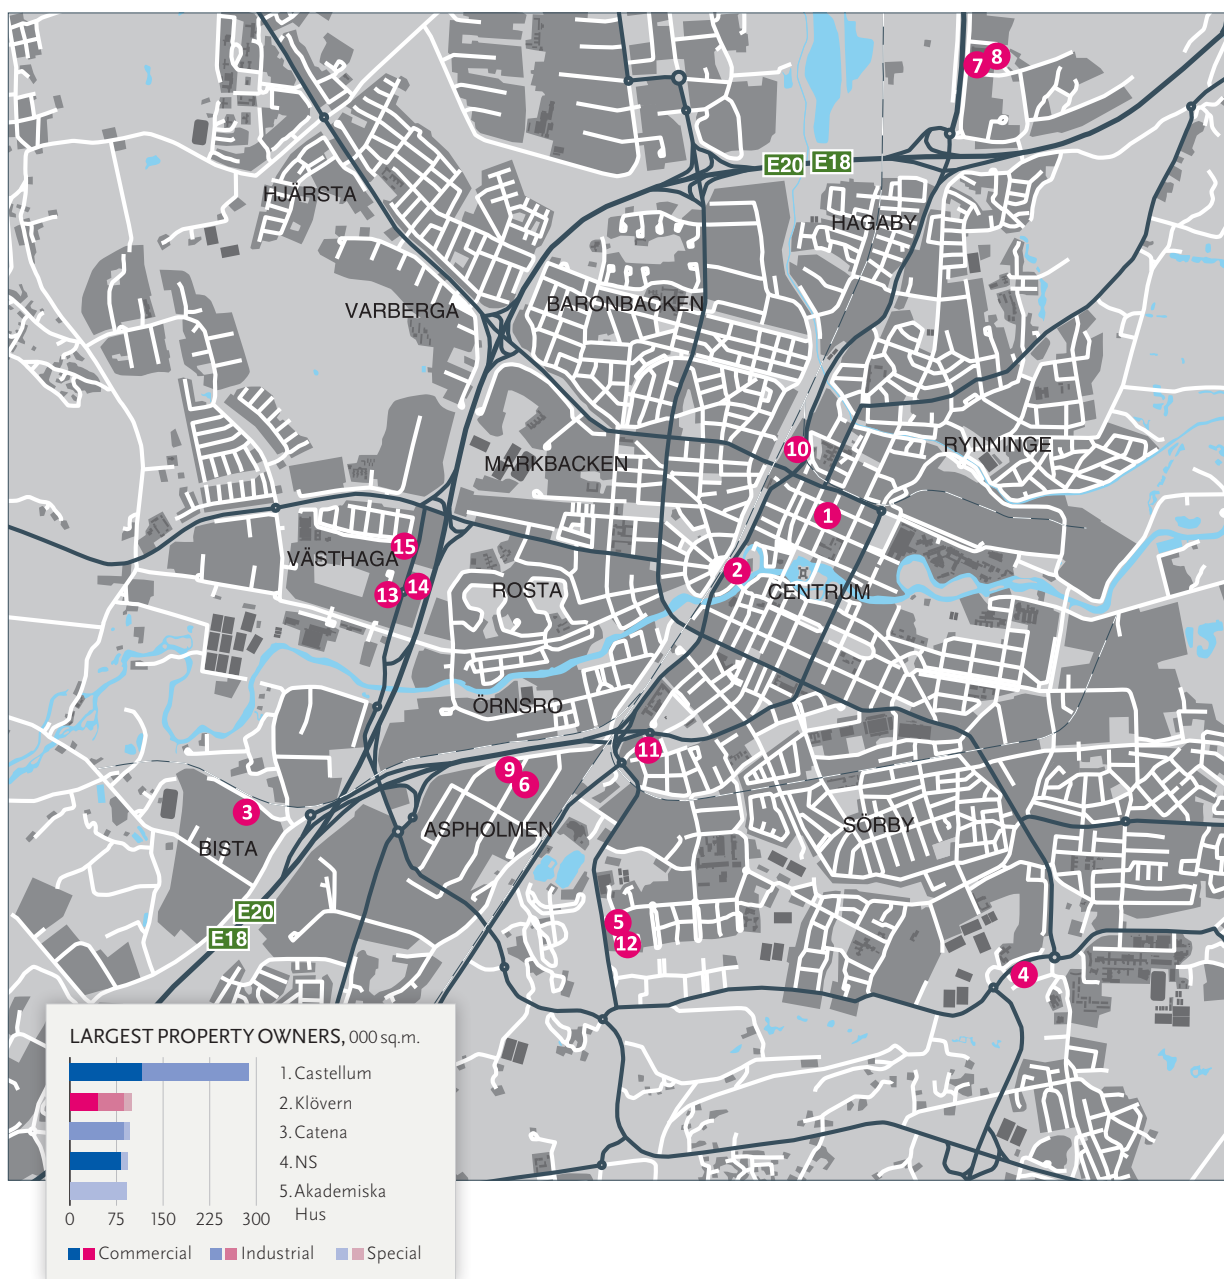 7 8
E20 E18
HJÄRSTA
HAGABY
VARBERGA
BARONBACKEN
10
RYNNINGE
MARKBACKEN
1
15
VÄSTHAGA
2
13 14
ROSTA
CENTRUM
ÖRNSRO
11
9
6
3
ASPHOLMEN
SÖRBY
BISTA
E20
E18
5
12
4
LARGEST PROPERTY OWNERS, 000 sq.m.
1. Castellum
2. Klövern
3. Catena
4. NS
5. Akademiska
Hus
0 75 150 225 300
Commercial Industrial Special